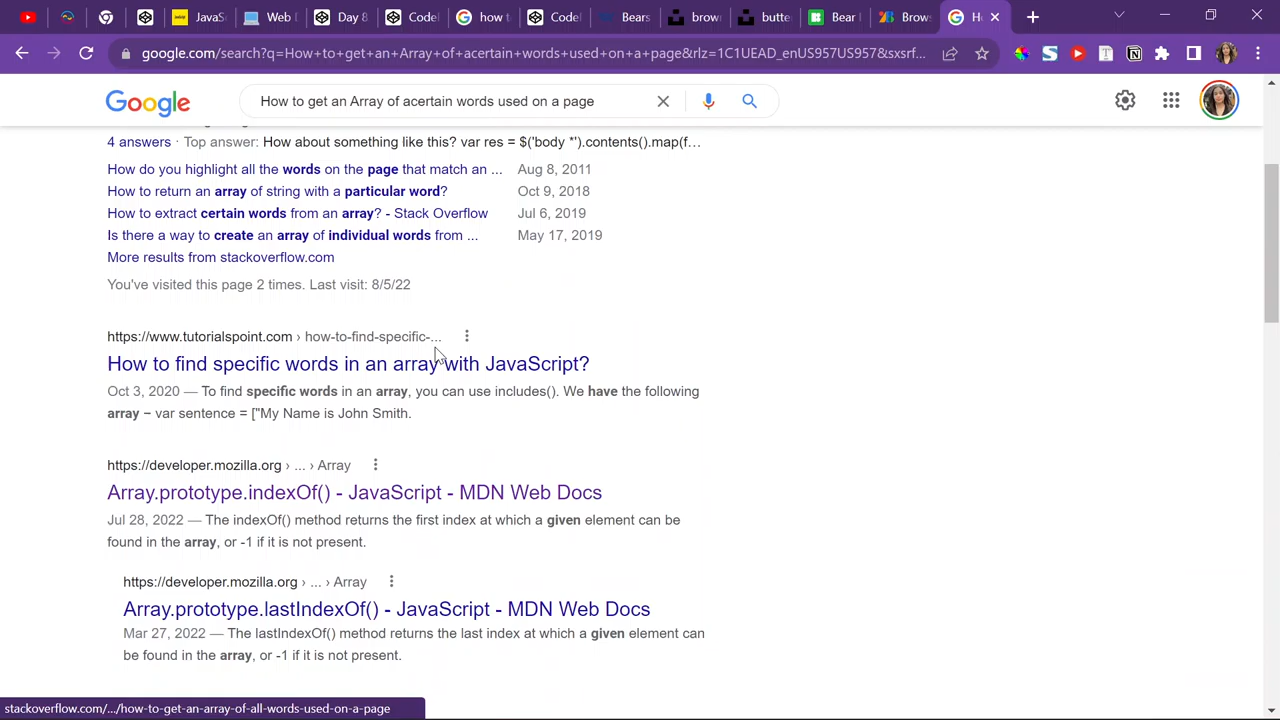 JavaS
Web D
Day 8
Codel
how t
Codel
Bears
brow
butte
Bear I
Brows
H
google.com/search?q=How+to+get+an+Array+of+acertain+words+used+on+a+page&rlz=1C1UEAD_enUS957US957&sxsrf...
Google
How to get an Array of acertain words used on a page
4 answers · Top answer: How about something like this? var res = $('body *').contents().map(f...
How do you highlight all the words on the page that match an ... Aug 8, 2011
How to return an array of string with a particular word? Oct 9, 2018
How to extract certain words from an array? - Stack Overflow Jul 6, 2019
Is there a way to create an array of individual words from ... May 17, 2019
More results from stackoverflow.com
You've visited this page 2 times. Last visit: 8/5/22
https://www.tutorialspoint.com › how-to-find-specific-...
How to find specific words in an array with JavaScript?
Oct 3, 2020 — To find specific words in an array, you can use includes(). We have the following
array − var sentence = ["My Name is John Smith.
https://developer.mozilla.org › ... › Array
Array.prototype.indexOf() - JavaScript - MDN Web Docs
Jul 28, 2022 — The indexOf() method returns the first index at which a given element can be
found in the array, or -1 if it is not present.
https://developer.mozilla.org › ... › Array
Array.prototype.lastIndexOf() - JavaScript - MDN Web Docs
Mar 27, 2022 — The lastIndexOf() method returns the last index at which a given element can
be found in the array, or -1 if it is not present.
stackoverflow.com/.../how-to-get-an-array-of-all-words-used-on-a-page